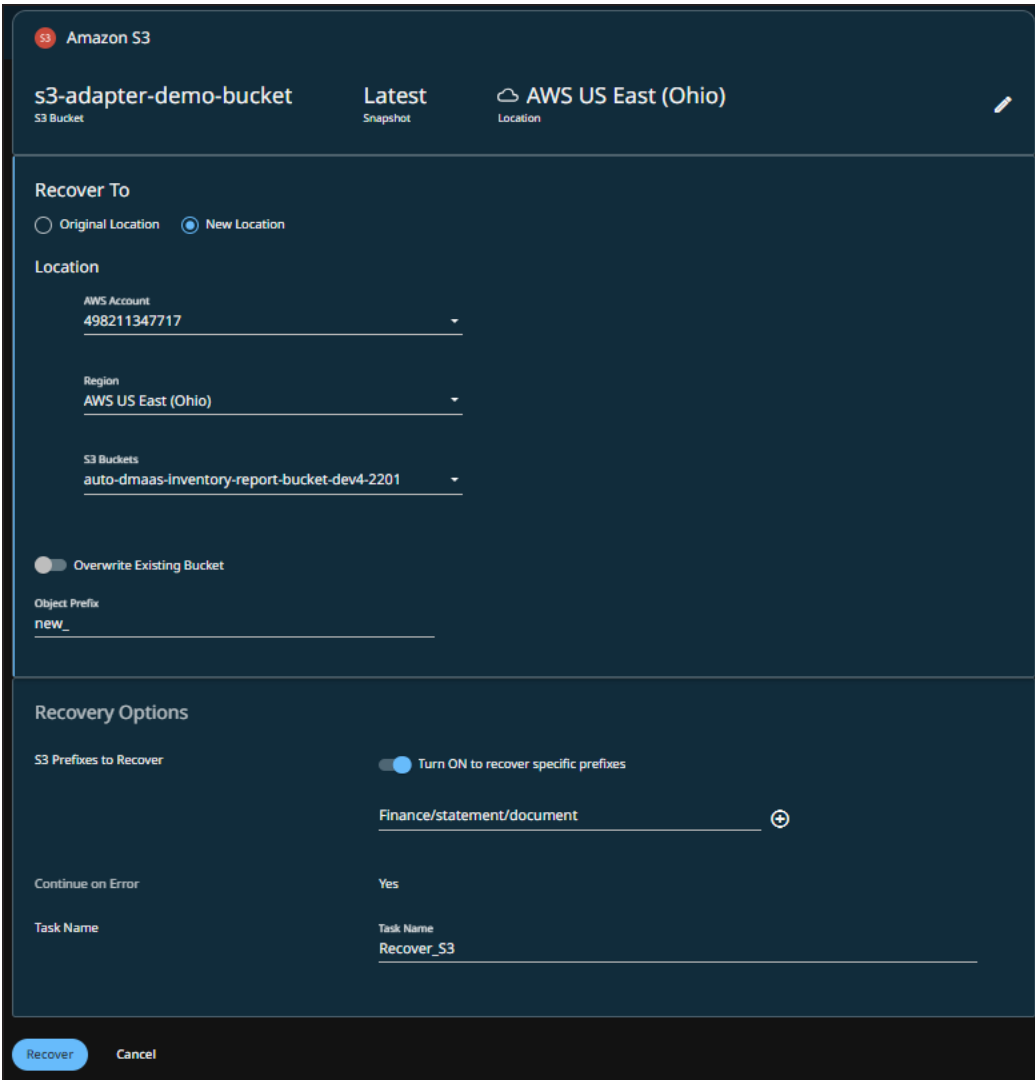 S3 Amazon S3
s3-adapter-demo-bucket Latest AWS US East (Ohio)
S3 Bucket Snapshot Location
Recover To
Original Location New Location
Location
AWS Account
498211347717
Region
AWS US East (Ohio)
S3 Buckets
auto-dmaas-inventory-report-bucket-dev4-2201
Overwrite Existing Bucket
Object Prefix
new_
Recovery Options
S3 Prefixes to Recover Turn ON to recover specific prefixes
Finance/statement/document
Continue on Error Yes
Task Name Task Name
Recover_S3
Recover Cancel